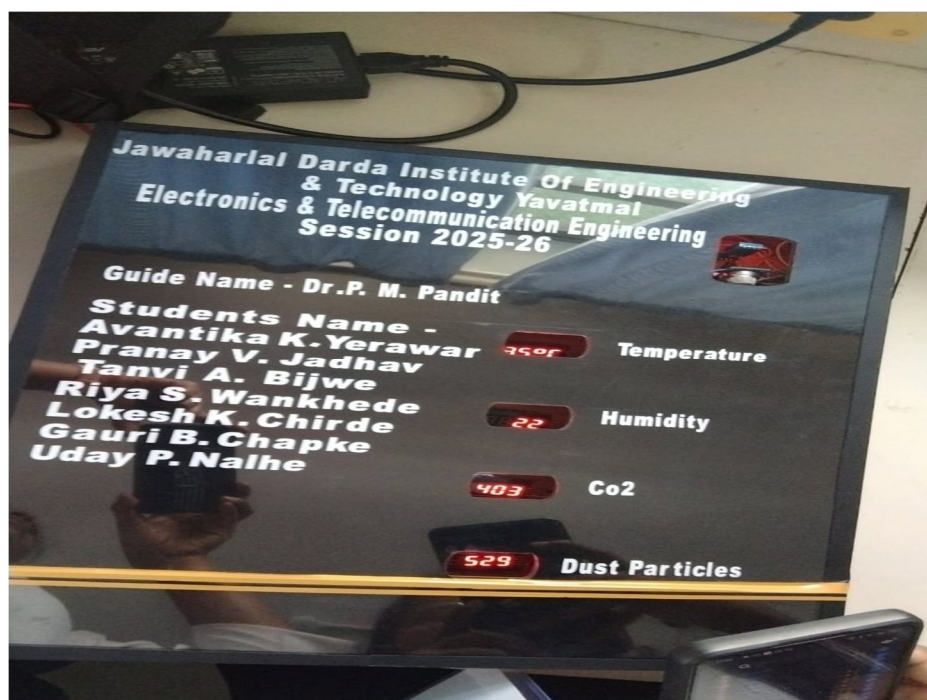 Jawaharlal Darda Institute Of Engineering
& Technology Yavatmal
Electronics & Telecommunication Engineering
Session 2025-26
Guide Name - Dr.P. M. Pandit
Students Name -
Avantika K.Yerawar
Pranay V. Jadhav
Tanvi A. Bijwe
Riya S. Wankhede
Lokesh K. Chirde
Gauri B. Chapke
Uday P. Nalhe
35°C Temperature
22 Humidity
403 Co2
529 Dust Particles